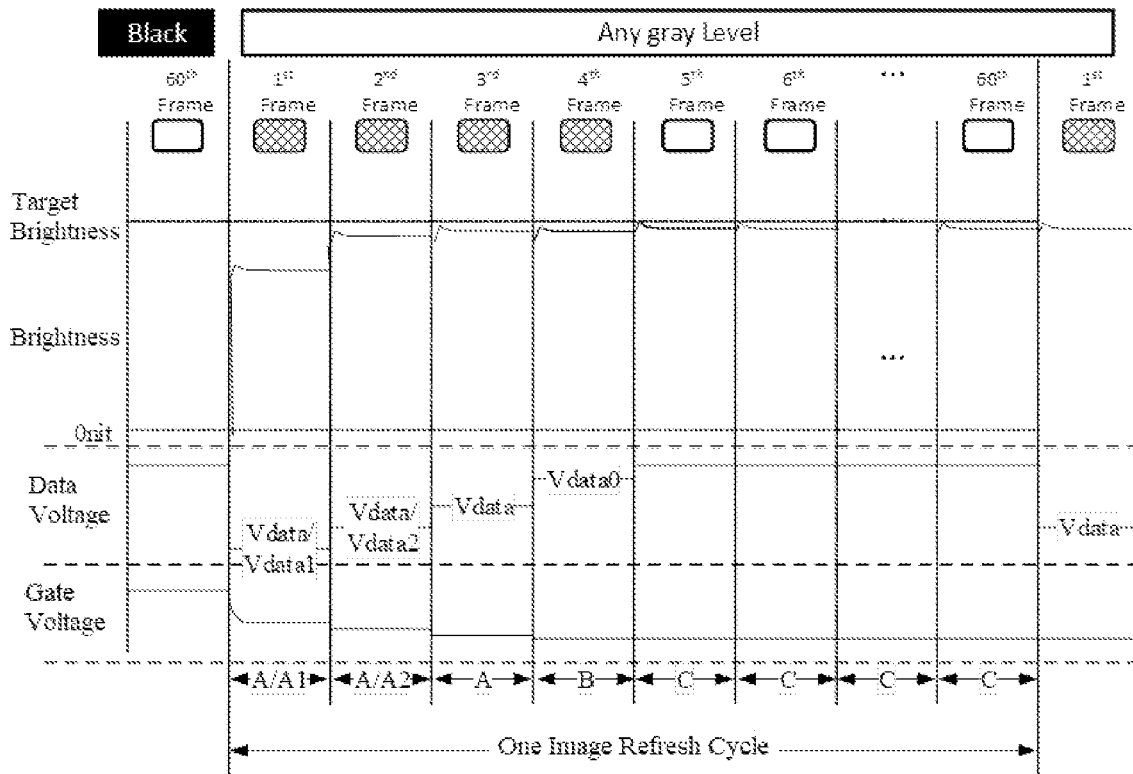 Black
Any gray Level
60th 1st 2nd 3rd 4th 5th 6th ... 60th 1st
Frame Frame Frame Frame Frame Frame Frame Frame Frame
Target
Brightness
...
Brightness
...
0nit
Data
Voltage
Vdata/
Vdata1
Vdata/
Vdata2
Vdata
Vdata0
Vdata
Gate
Voltage
A/A1 A/A2 A B C C C C
One Image Refresh Cycle